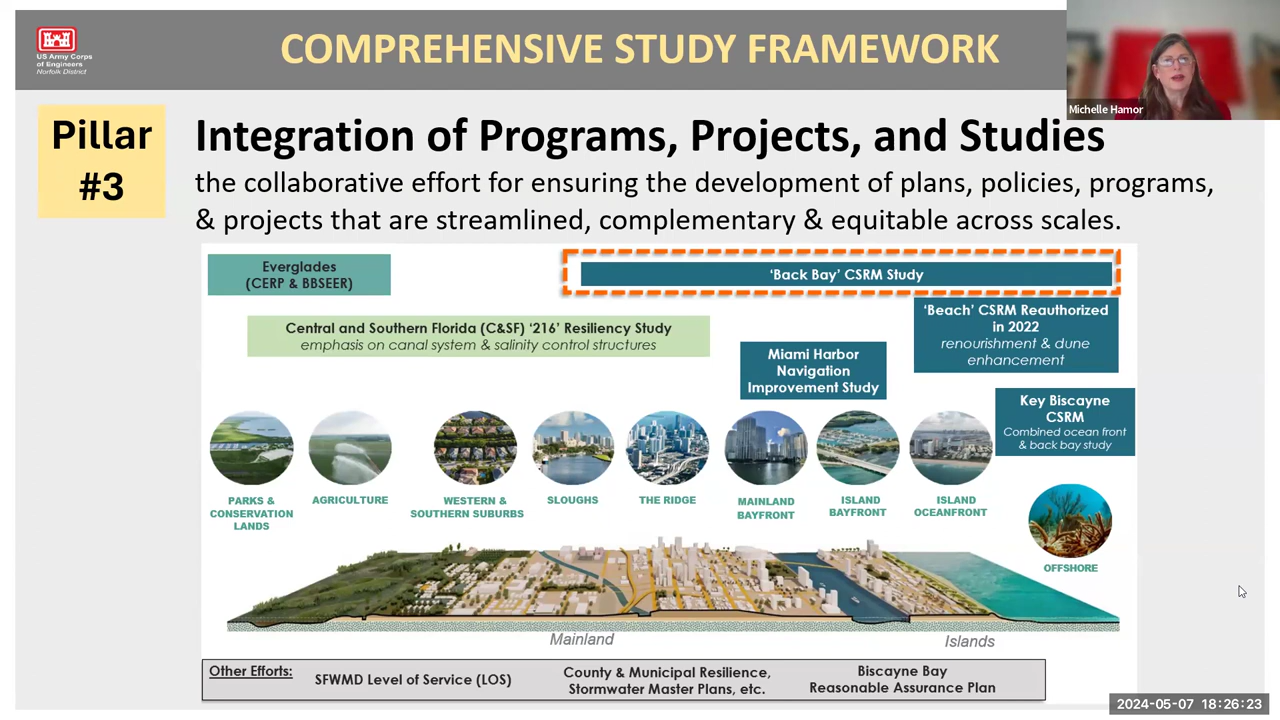 US Army Corps
of Engineers
Norfolk District
COMPREHENSIVE STUDY FRAMEWORK
Michelle Hamor
Pillar
#3
Integration of Programs, Projects, and Studies
the collaborative effort for ensuring the development of plans, policies, programs,
& projects that are streamlined, complementary & equitable across scales.
Everglades
(CERP & BBSEER)
‘Back Bay’ CSRM Study
Central and Southern Florida (C&SF) ‘216’ Resiliency Study
emphasis on canal system & salinity control structures
‘Beach’ CSRM Reauthorized
in 2022
renourishment & dune
enhancement
Miami Harbor
Navigation
Improvement Study
Key Biscayne
CSRM
Combined ocean front
& back bay study
PARKS &
CONSERVATION
LANDS
AGRICULTURE
WESTERN &
SOUTHERN SUBURBS
SLOUGHS
THE RIDGE
MAINLAND
BAYFRONT
ISLAND
BAYFRONT
ISLAND
OCEANFRONT
OFFSHORE
Mainland
Islands
Other Efforts:
SFWMD Level of Service (LOS)
County & Municipal Resilience,
Stormwater Master Plans, etc.
Biscayne Bay
Reasonable Assurance Plan
2024-05-07 18:26:23